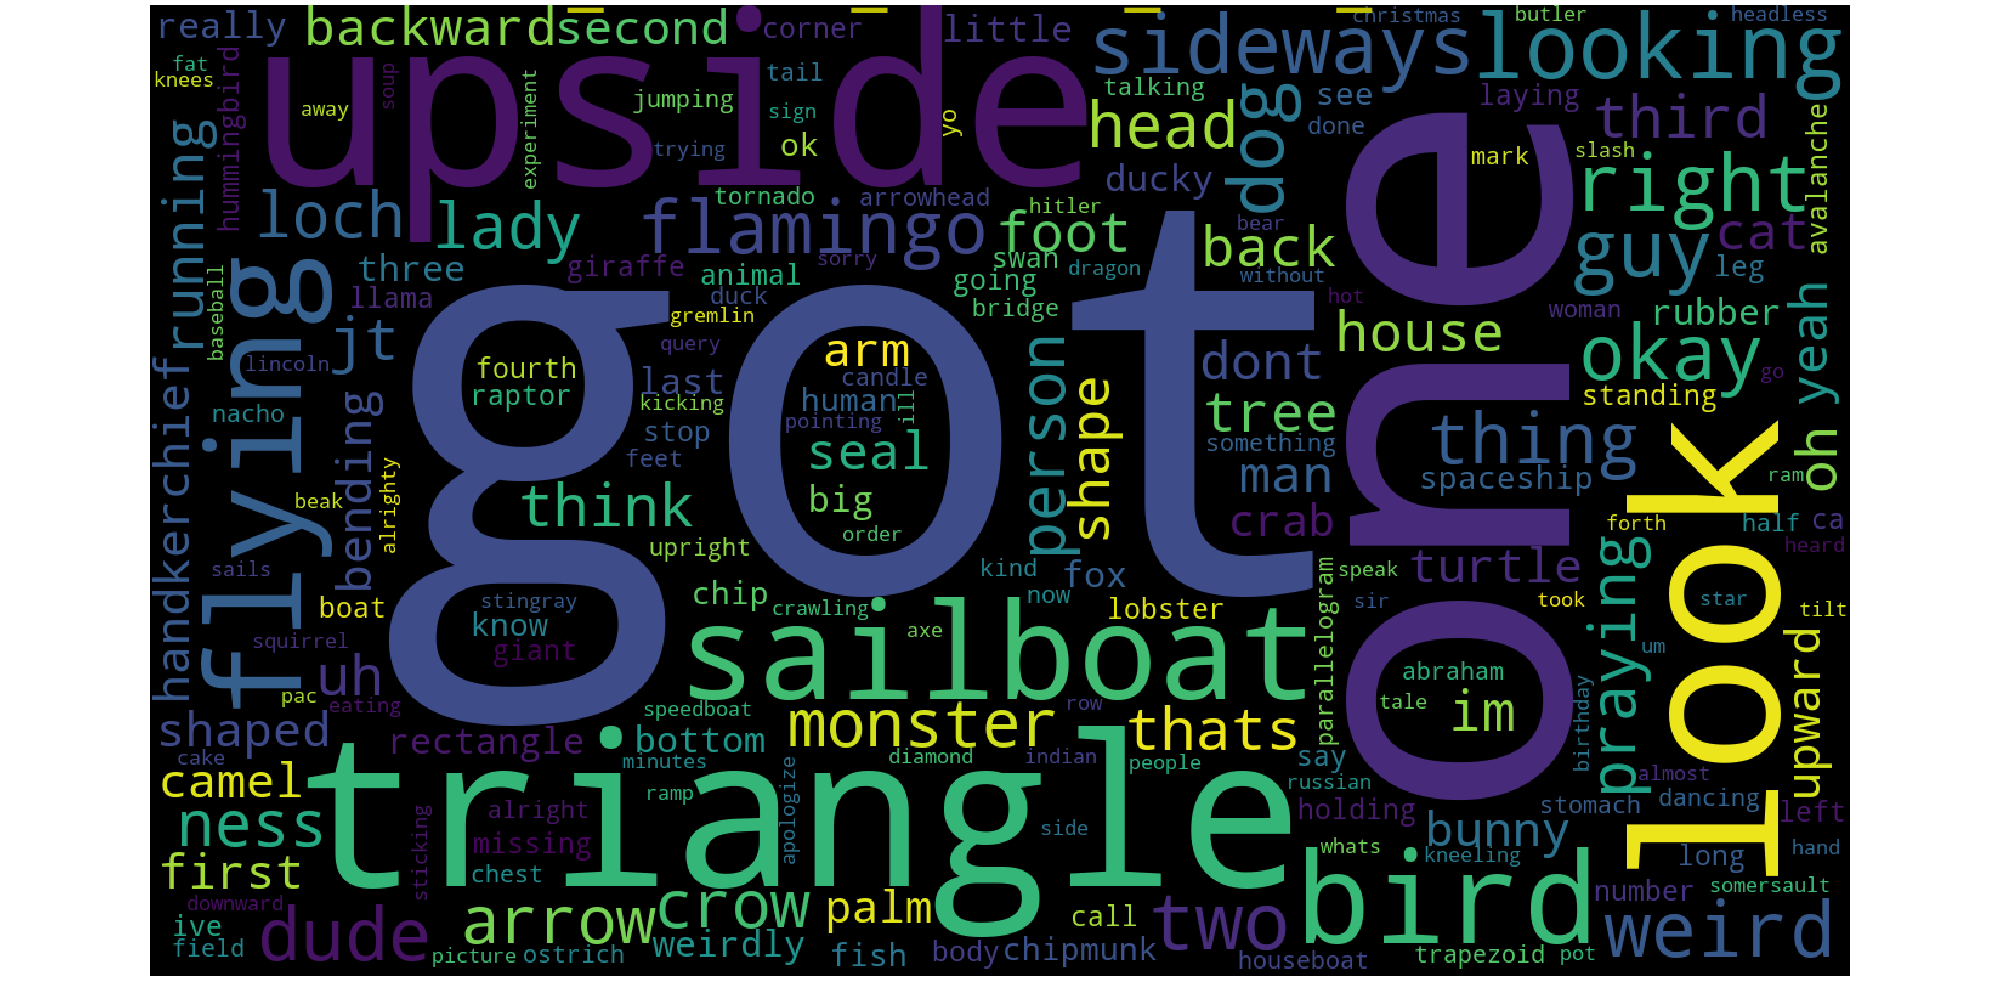 really
backward
second
corner
little
sideways
christmas
butler
headless
looking
fat
knees
hummingbird
away
soup
upside
experiment
jumping
tail
sign
trying
ok
yo
head
talking
dog
see
done
laying
third
mark
slash
avalanche
running
loch
lady
flamingo
tornado
arrowhead
ducky
hitler
foot
back
bear
right
guy
cat
leg
three
llama
giraffe
animal
sorry
duck
gremlin
query
swan
going
bridge
dragon
without
hot
woman
rubber
oh yeah
baseball
flying
jt
lincoln
nacho
handkerchief
bending
got
fourth
raptor
last
kicking
stop
feet
arm
candle
human
pointing
ill
seal
big
order
person
shape
dont
house
tree
something
man
crab
one
okay
go
standing
thing
spaceship
look
ram
beak
alrighty
think
upright
sails
boat
squirrel
stingray
know
giant
chip
crawling
axe
kind
now
fox
lobster
parallelogram
speak
sir
turtle
took
forth
half
ca
heard
praying
star
tilt
um
upward
uh
pac
eating
shaped
cake
rectangle
speedboat
bottom
minutes
sailboat
monster
row
thats
diamond
indian
people
say
russian
abraham
tale
im
birthday
almost
dancing
left
camel
ness
first
triangle
alright
missing
sticking
chest
ramp
apologize
side
holding
whats
bunny
kneeling
stomach
long
hand
downward
ive
field
dude
arrow
picture
ostrich
crow
weirdly
palm
fish
body
call
chipmunk
two
houseboat
bird
trapezoid
pot
number
somersault
weird